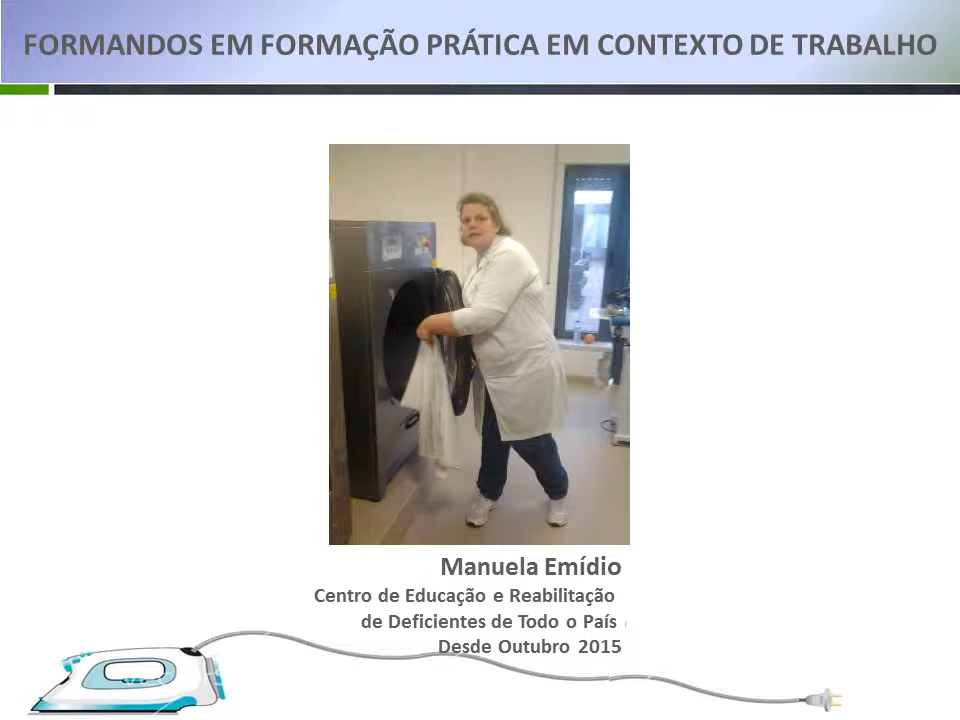 FORMANDOS EM FORMAÇÃO PRÁTICA EM CONTEXTO DE TRABALHO
Manuela Emídio
Centro de Educação e Reabilitação
de Deficientes de Todo o País
Desde Outubro 2015